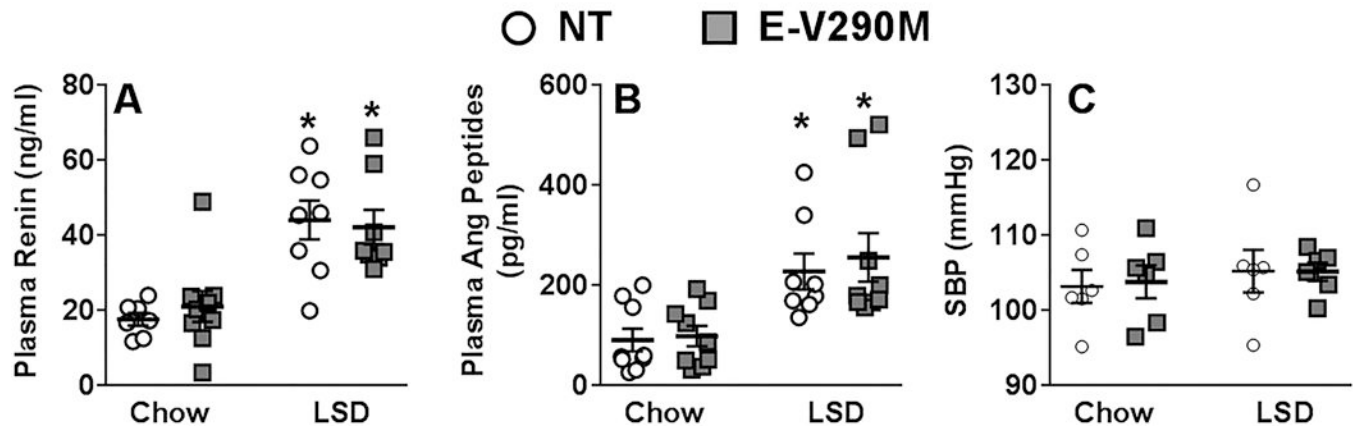 NT E-V290M
A
Plasma Renin (ng/ml)
80
60
40
20
0
* *
Chow LSD
B
Plasma Ang Peptides
(pg/ml)
600
400
200
0
* *
Chow LSD
C
SBP (mmHg)
130
120
110
100
90
Chow LSD